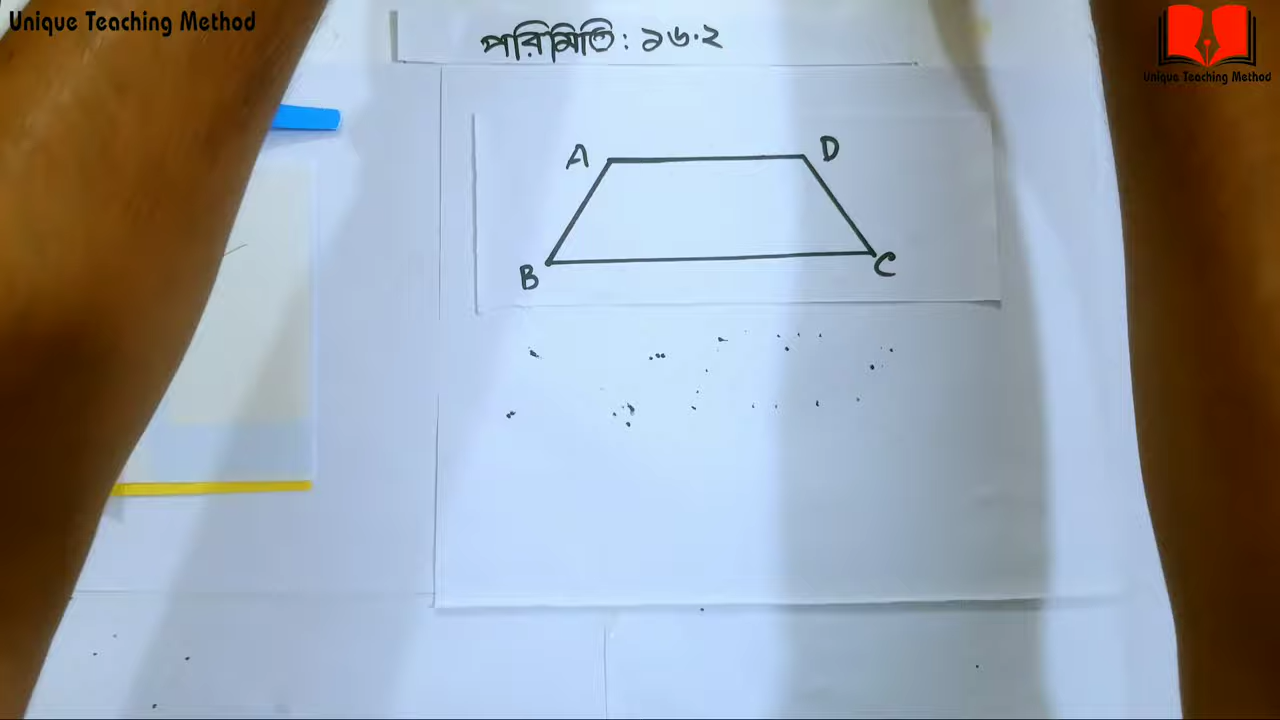 Unique Teaching Method
পরিমিতি: ১৬.২
Unique Teaching Method
A
D
B
C